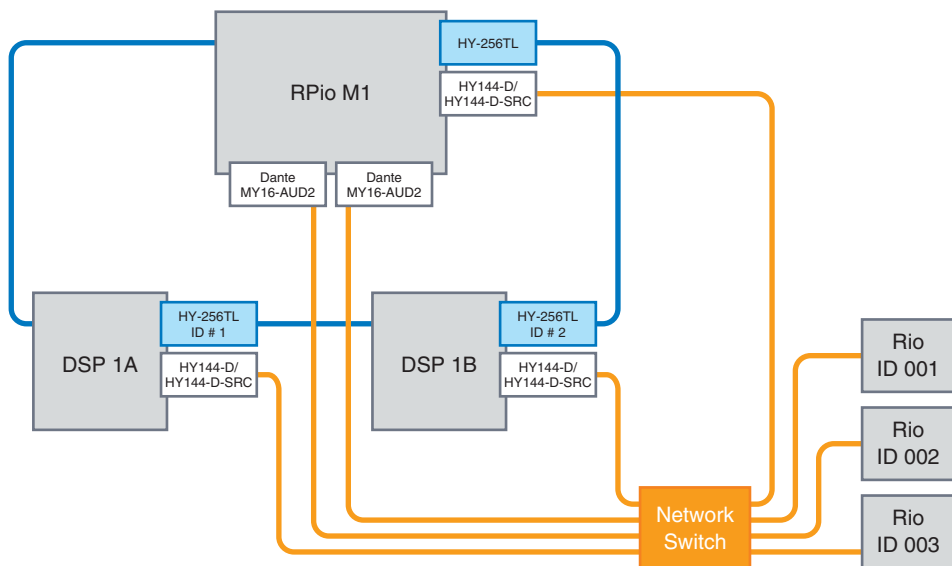 HY-256TL
RPio M1
HY144-D/
HY144-D-SRC
Dante
MY16-AUD2
Dante
MY16-AUD2
DSP 1A
HY-256TL
ID # 1
HY144-D/
HY144-D-SRC
DSP 1B
HY-256TL
ID # 2
HY144-D/
HY144-D-SRC
Rio
ID 001
Rio
ID 002
Network
Switch
Rio
ID 003